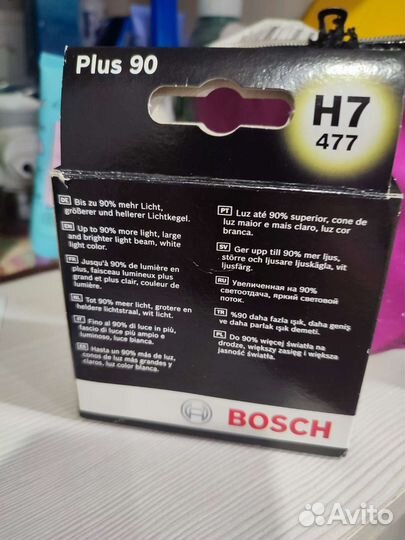 Plus 90
H7
477
DE Bis zu 90% mehr Licht,
größerer und hellerer Lichtkegel.
EN Up to 90% more light, large
and brighter light beam, white
light color.
FR Jusqu'à 90% de lumière en
plus, faisceau lumineux plus
grand et plus clair, couleur de
lumière.
NL Tot 90% meer licht, grotere en
heldere lichtstraal, wit licht.
IT Fino al 90% di luce in più,
fascio di luce più ampio e
luminoso, luce bianca.
ES Hasta un 90% más de luz,
conos de luz más grandes y
claros, luz color blanca.
PT Luz até 90% superior, cone de
luz maior e mais claro, luz cor
branca.
SV Ger upp till 90% mer ljus,
större och ljusare ljuskägla, vit
ljusfärg.
RU Увеличенная на 90%
светоотдача, яркий световой
поток.
TR %90 daha fazla ışık, daha geniş
ve daha parlak ışık demeti.
PL Do 90% więcej światła na
drodze, większy zasięg i większa
jasność światła.
BOSCH
Avito